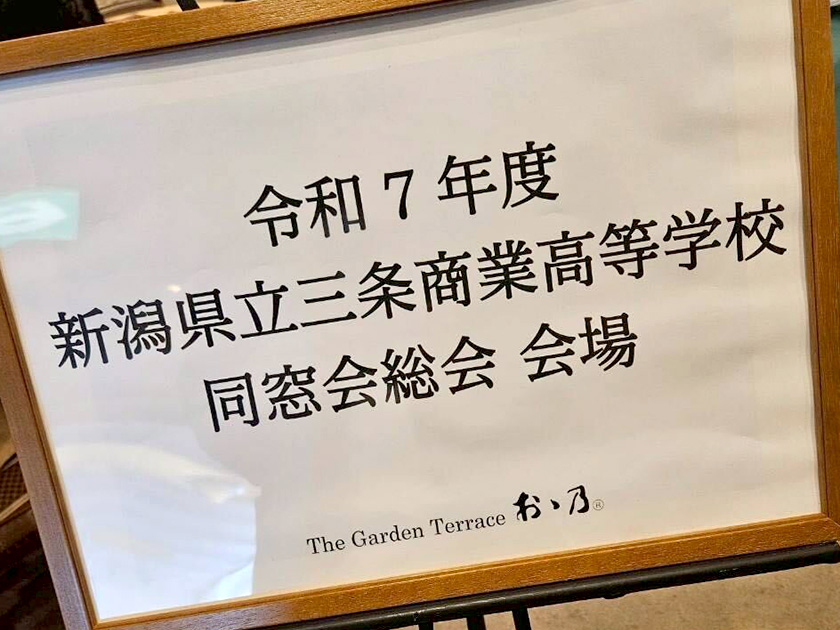 令和7年度
新潟県立三条商業高等学校
同窓会総会 会場
The Garden Terrace おゝ乃®